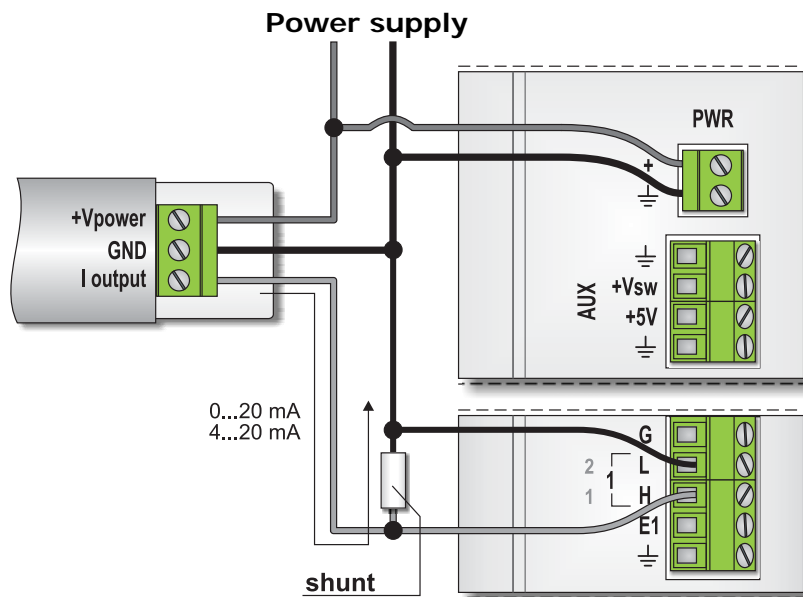 Power supply
PWR
+
+Vpower
GND
I output
AUX
+Vsw
+5V
0...20 mA
4...20 mA
G
2
L
1
1
H
E1
shunt